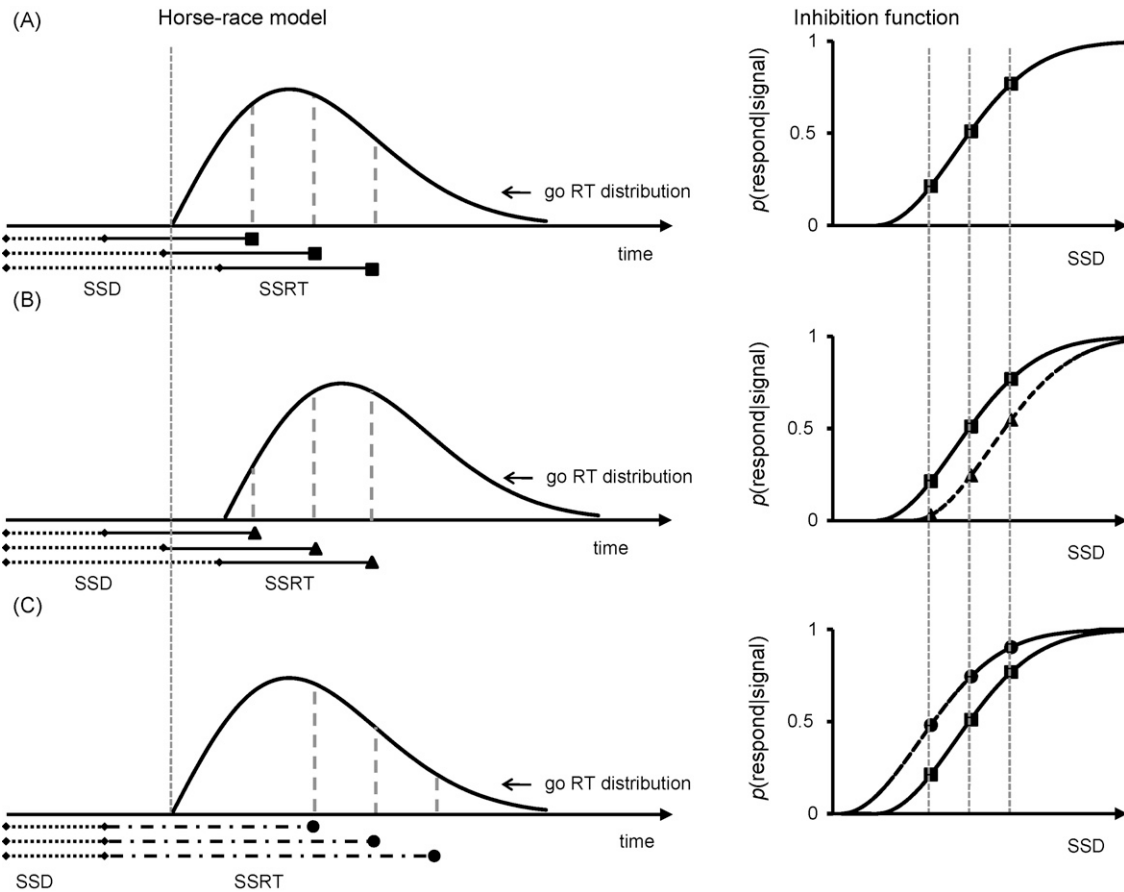 (A)
Horse-race model
Inhibition function
1
0.5
0
p(respond|signal)
go RT distribution
time
SSD
SSRT
SSD
(B)
1
0.5
0
p(respond|signal)
go RT distribution
time
SSD
SSRT
SSD
(C)
1
0.5
0
p(respond|signal)
go RT distribution
time
SSD
SSRT
SSD